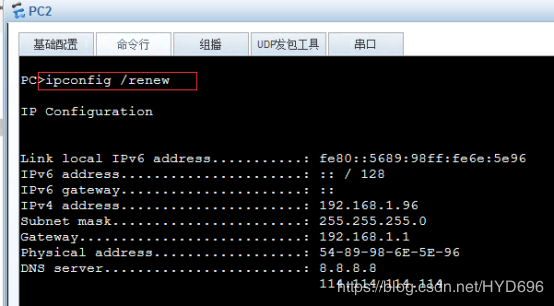 PC2
基础配置 命令行 组播 UDP发包工具 串口
PC>ipconfig /renew
IP Configuration
Link local IPv6 address...........: fe80::5689:98ff:fe6e:5e96
IPv6 address......................: :: / 128
IPv6 gateway......................: ::
IPv4 address......................: 192.168.1.96
Subnet mask.......................: 255.255.255.0
Gateway...........................: 192.168.1.1
Physical address..................: 54-89-98-6E-5E-96
DNS server........................: 8.8.8.8
114.114.114.114
https://blog.csdn.net/HYD696